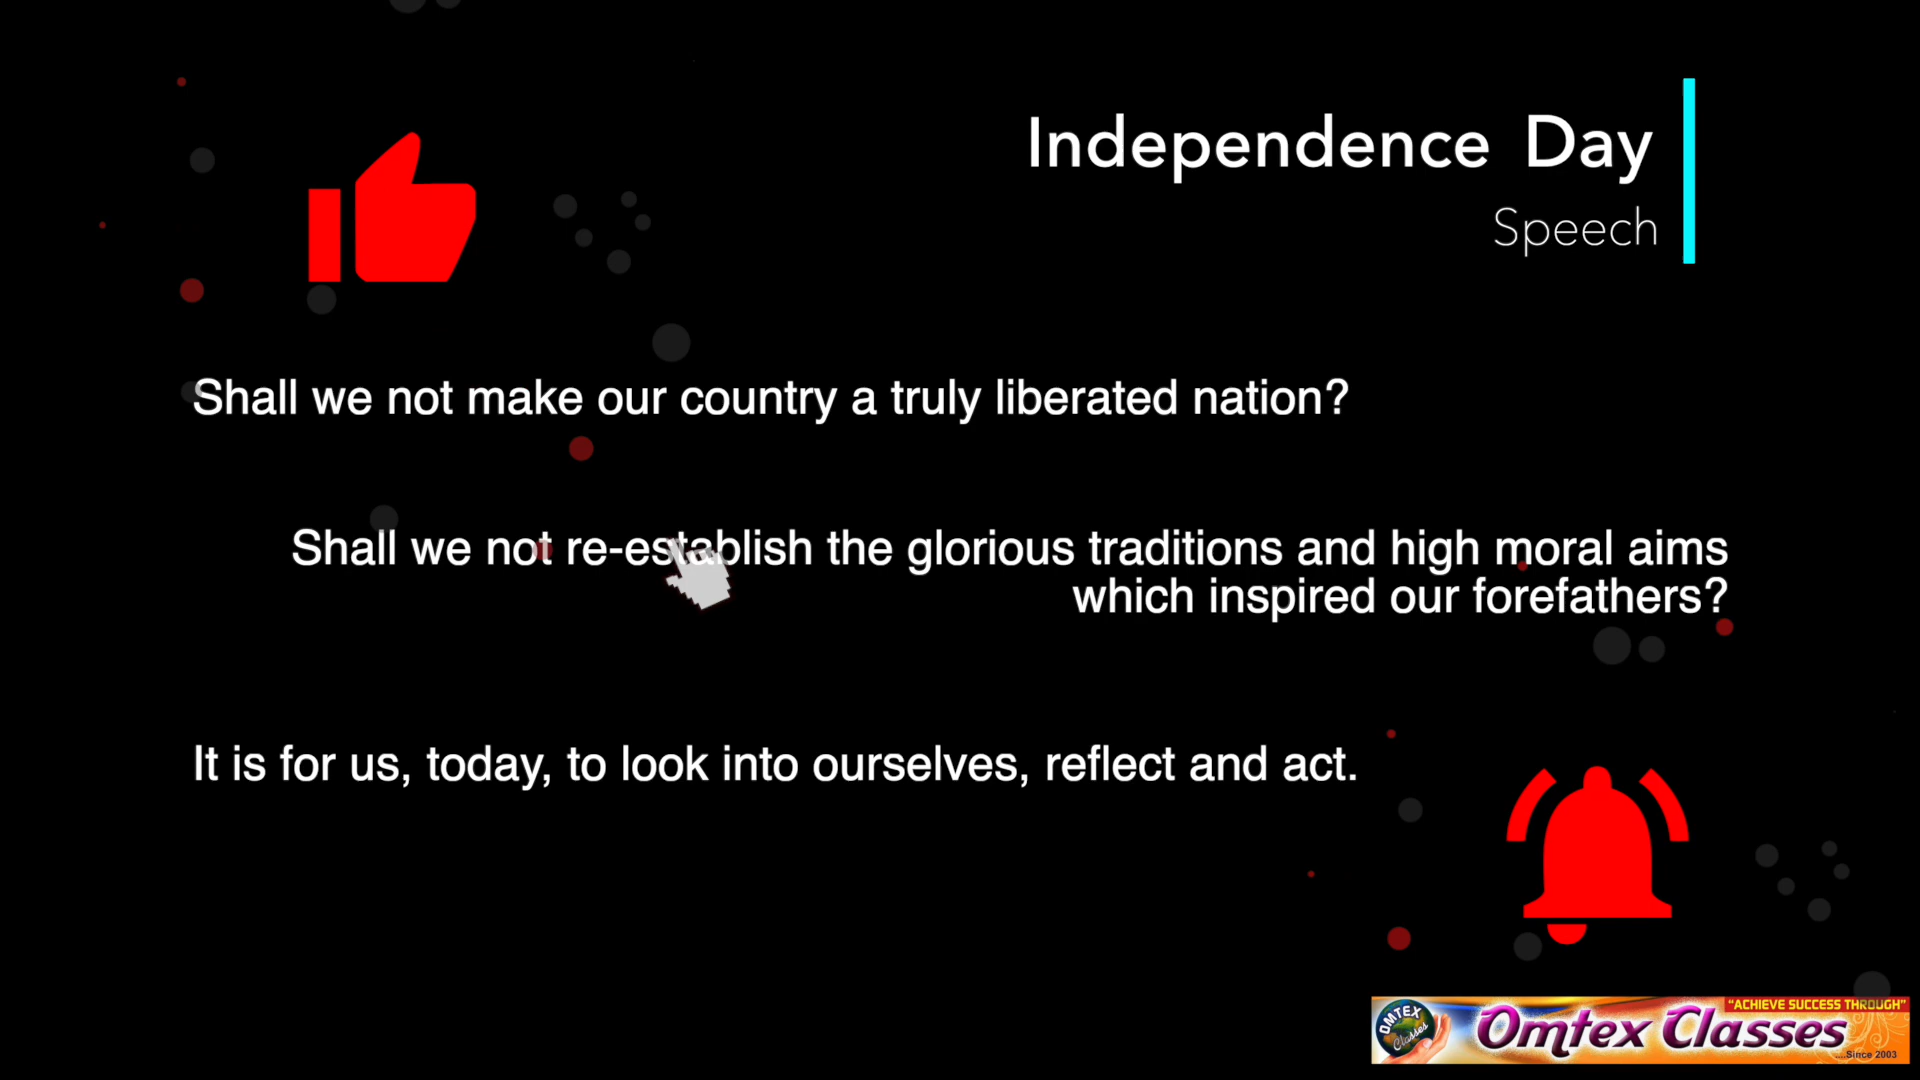 Independence Day
Speech
Shall we not make our country a truly liberated nation?
Shall we not re-establish the glorious traditions and high moral aims
which inspired our forefathers?
It is for us, today, to look into ourselves, reflect and act.
"ACHIEVE SUCCESS THROUGH"
OMTEX
Classes
Omtex Classes
....Since 2003